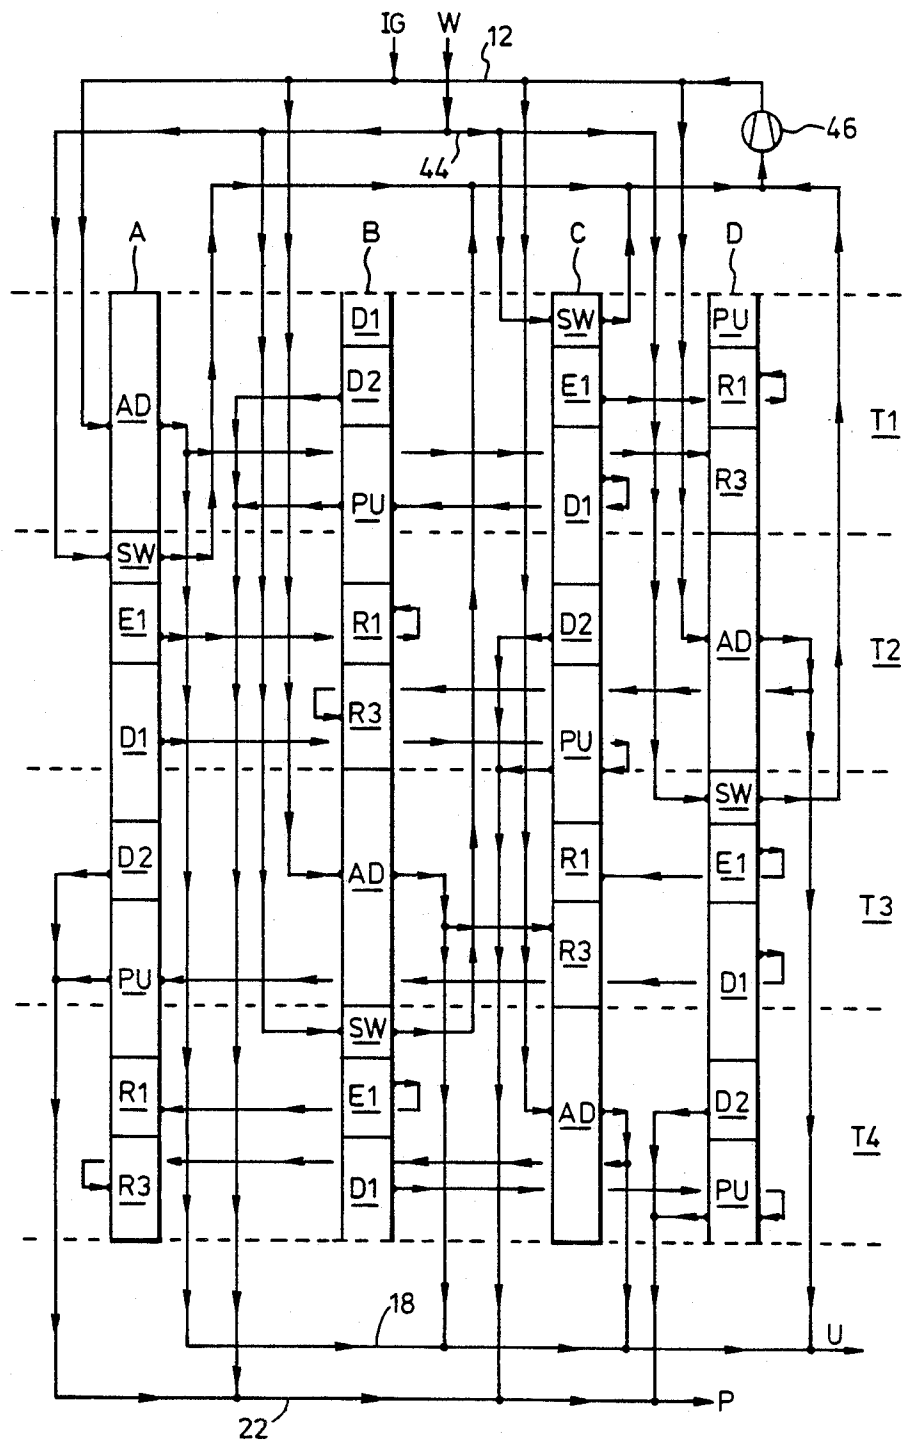 IG W
12
46
44
A B C D
D1 SW PU
D2 E1 R1
AD T1
R3
PU D1
SW
E1 R1 D2 AD T2
R3
D1 PU
SW
D2 AD R1 E1
T3
R3
PU D1
SW
R1 E1 AD D2
T4
R3 D1 PU
18 U
22 P